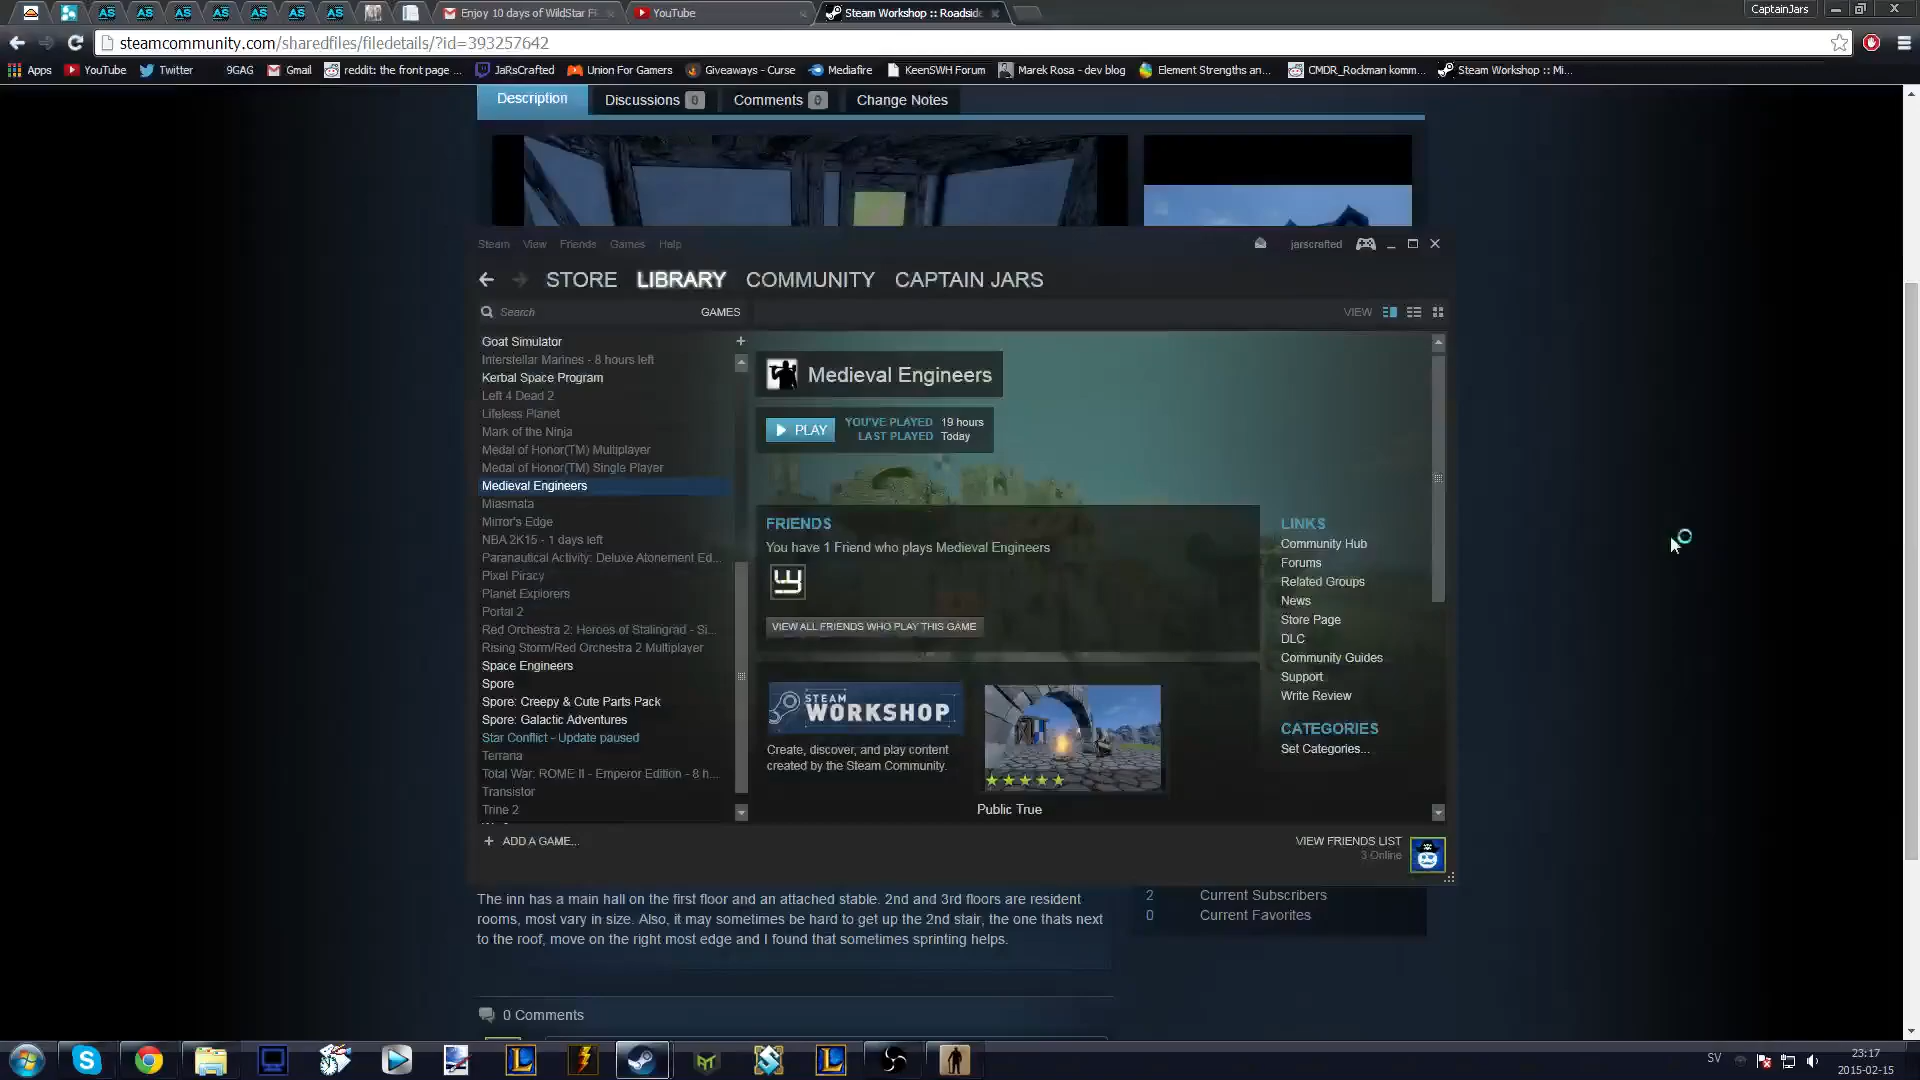 Enjoy 10 days of WildStar Fl
YouTube
Steam Workshop :: Roadside
CaptainJars
steamcommunity.com/sharedfiles/filedetails/?id=393257642
Apps
YouTube
Twitter
9GAG
Gmail
reddit: the front page ...
JaRsCrafted
Union For Gamers
Giveaways - Curse
Mediafire
KeenSWH Forum
Marek Rosa - dev blog
Element Strengths an...
CMDR_Rockman komm...
Steam Workshop :: Mi...
Description
Discussions 0
Comments 0
Change Notes
Steam View Friends Games Help
jarscrafted
STORE LIBRARY COMMUNITY CAPTAIN JARS
Search
GAMES
VIEW
Goat Simulator
Interstellar Marines - 8 hours left
Kerbal Space Program
Left 4 Dead 2
Lifeless Planet
Mark of the Ninja
Medal of Honor(TM) Multiplayer
Medal of Honor(TM) Single Player
Medieval Engineers
Miasmata
Mirror's Edge
NBA 2K15 - 1 days left
Paranautical Activity: Deluxe Atonement Ed...
Pixel Piracy
Planet Explorers
Portal 2
Red Orchestra 2: Heroes of Stalingrad - Si...
Rising Storm/Red Orchestra 2 Multiplayer
Space Engineers
Spore
Spore: Creepy & Cute Parts Pack
Spore: Galactic Adventures
Star Conflict - Update paused
Terraria
Total War: ROME II - Emperor Edition - 8 h...
Transistor
Trine 2
ADD A GAME...
Medieval Engineers
PLAY
YOU'VE PLAYED 19 hours
LAST PLAYED Today
FRIENDS
You have 1 Friend who plays Medieval Engineers
VIEW ALL FRIENDS WHO PLAY THIS GAME
STEAM
WORKSHOP
Create, discover, and play content
created by the Steam Community.
Public True
LINKS
Community Hub
Forums
Related Groups
News
Store Page
DLC
Community Guides
Support
Write Review
CATEGORIES
Set Categories...
VIEW FRIENDS LIST
3 Online
The inn has a main hall on the first floor and an attached stable. 2nd and 3rd floors are resident
rooms, most vary in size. Also, it may sometimes be hard to get up the 2nd stair, the one thats next
to the roof, move on the right most edge and I found that sometimes sprinting helps.
2 Current Subscribers
0 Current Favorites
0 Comments
SV
23:17
2015-02-15